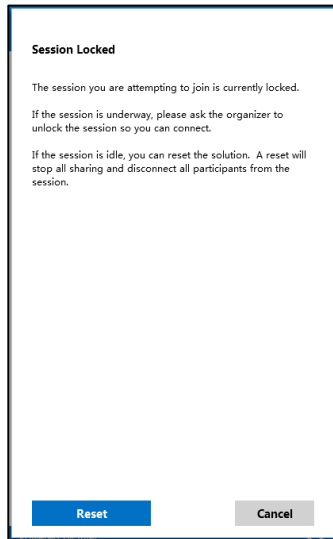 Session Locked
The session you are attempting to join is currently locked.
If the session is underway, please ask the organizer to
unlock the session so you can connect.
If the session is idle, you can reset the solution.  A reset will
stop all sharing and disconnect all participants from the
session.
Reset
Cancel